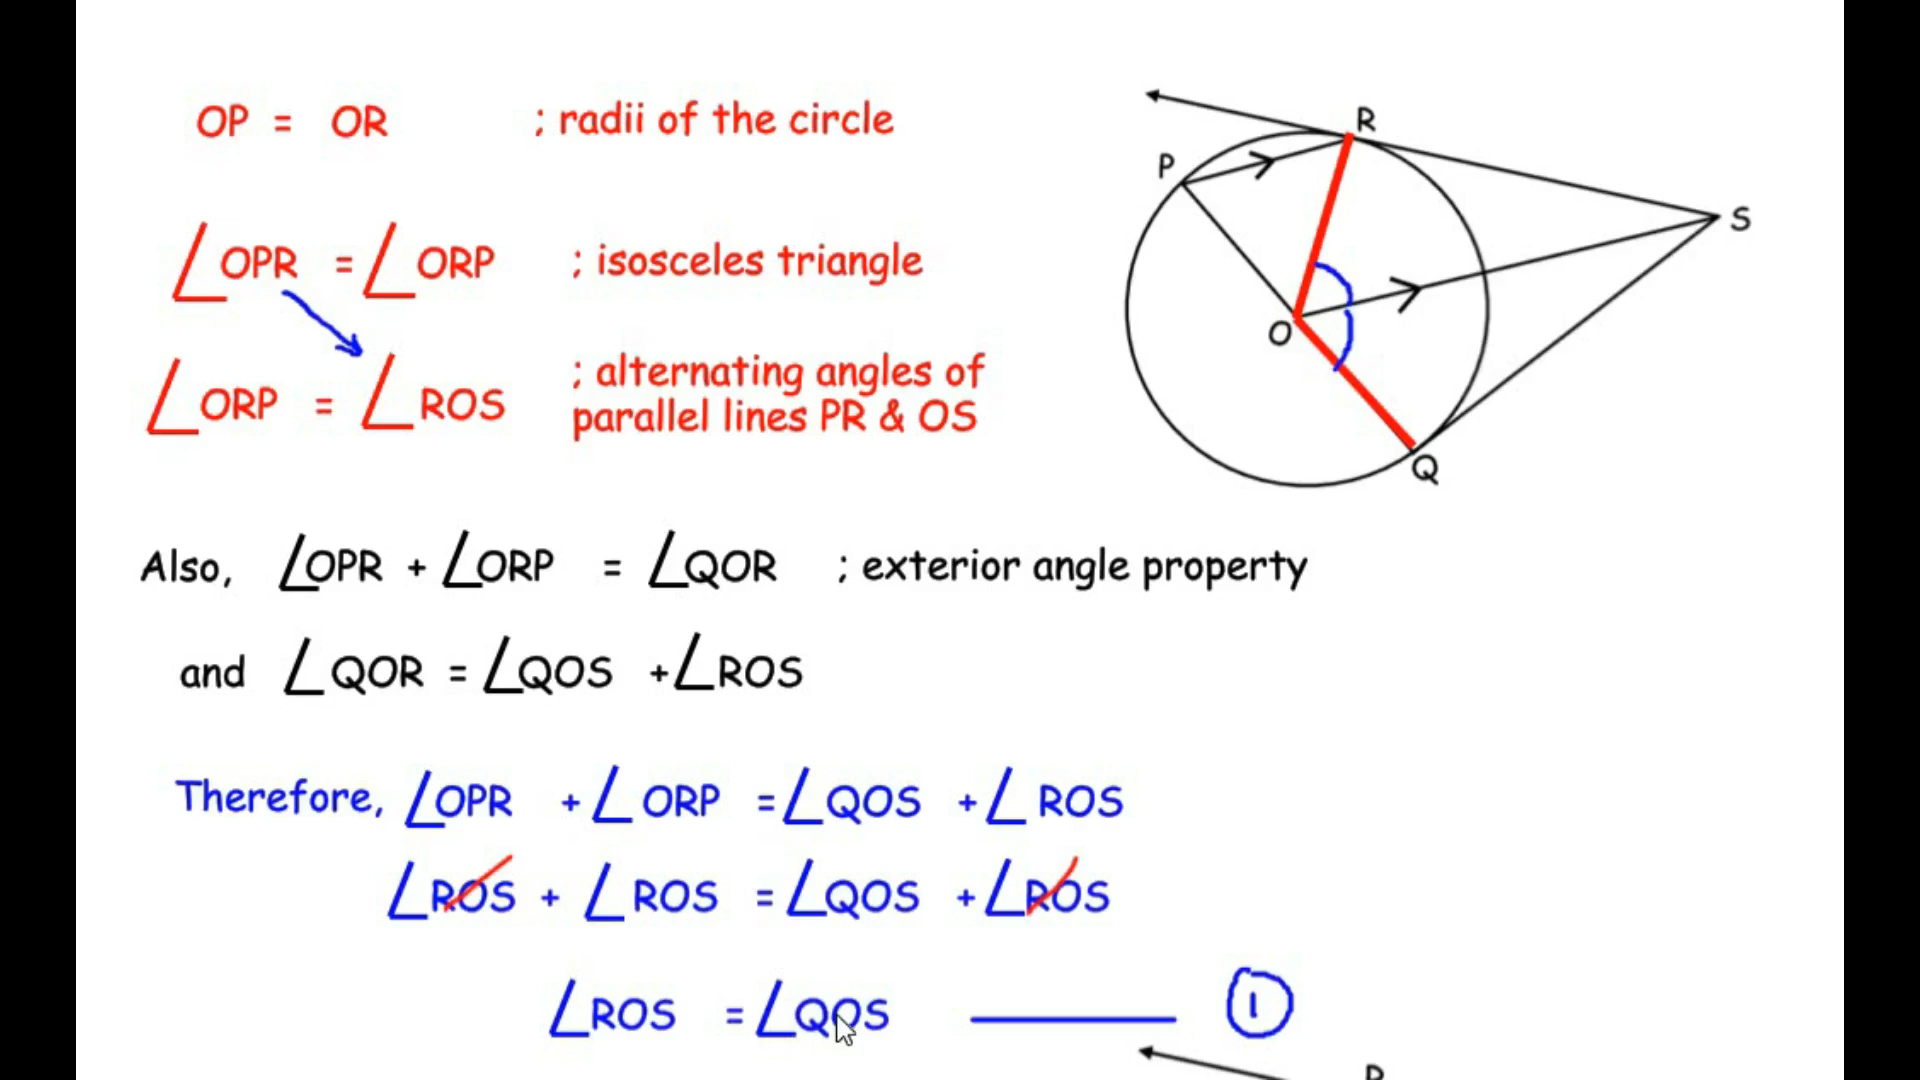 OP = OR ; radii of the circle
∠OPR = ∠ORP ; isosceles triangle
∠ORP = ∠ROS ; alternating angles of
parallel lines PR & OS
R
P
S
O
Q
Also, ∠OPR + ∠ORP = ∠QOR ; exterior angle property
and ∠QOR = ∠QOS + ∠ROS
Therefore, ∠OPR + ∠ORP = ∠QOS + ∠ROS
∠ROS + ∠ROS = ∠QOS + ∠ROS
∠ROS = ∠QOS 1